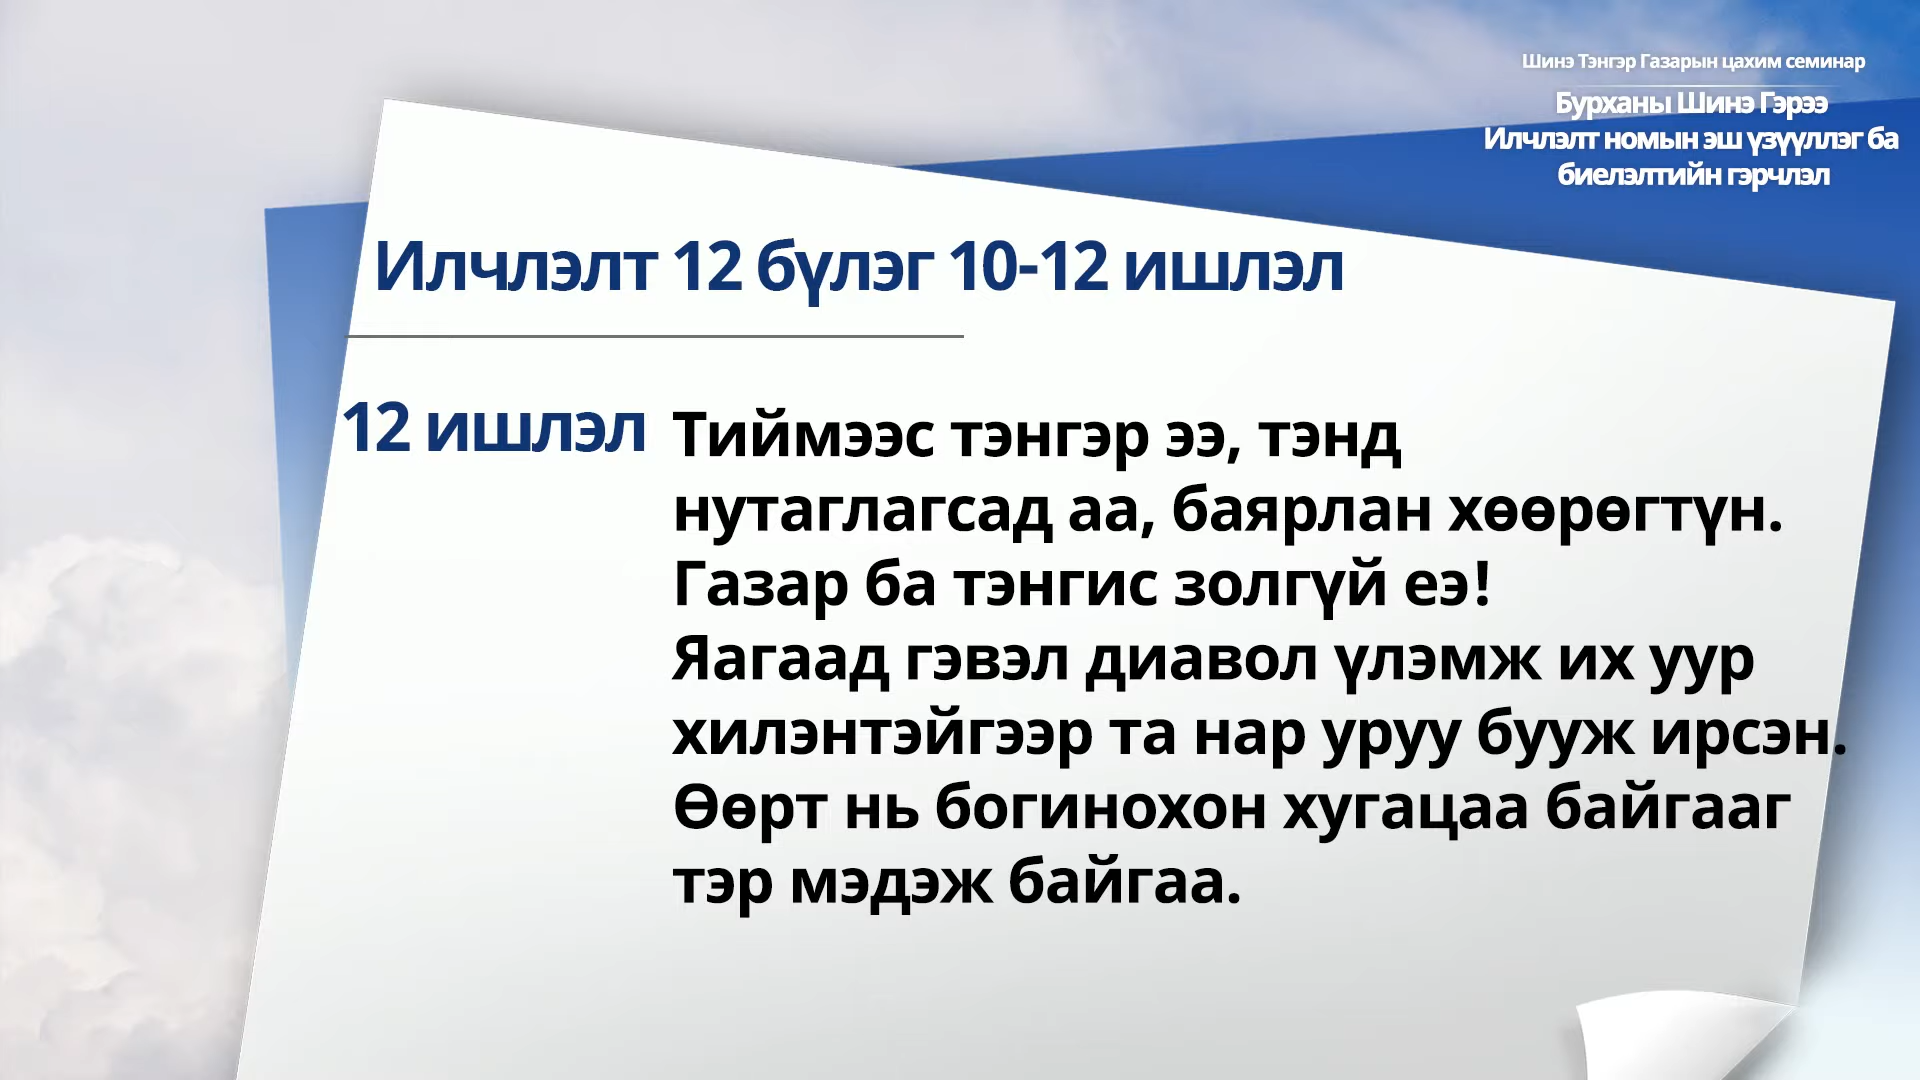 Шинэ Тэнгэр Газарын цахим семинар
Бурханы Шинэ Гэрээ
Илчлэлт номын эш үзүүллэг ба
биелэлтийн гэрчлэл
Илчлэлт 12 бүлэг 10-12 ишлэл
12 ишлэл Тиймээс тэнгэр ээ, тэнд
нутаглагсад аа, баярлан хөөрөгтүн.
Газар ба тэнгис золгүй еэ!
Яагаад гэвэл диавол үлэмж их уур
хилэнтэйгээр та нар уруу бууж ирсэн.
Өөрт нь богинохон хугацаа байгааг
тэр мэдэж байгаа.